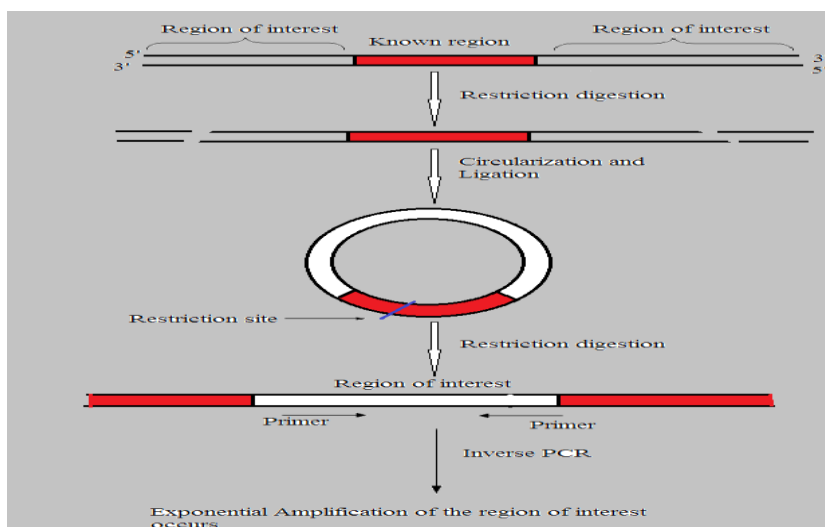 Region of interest
Region of interest
Known region
5'
3'
3
5
Restriction digestion
Circularization and
Ligation
Restriction site
Restriction digestion
Region of interest
Primer
Primer
Inverse PCR
Exponential Amplification of the region of interest
occurs